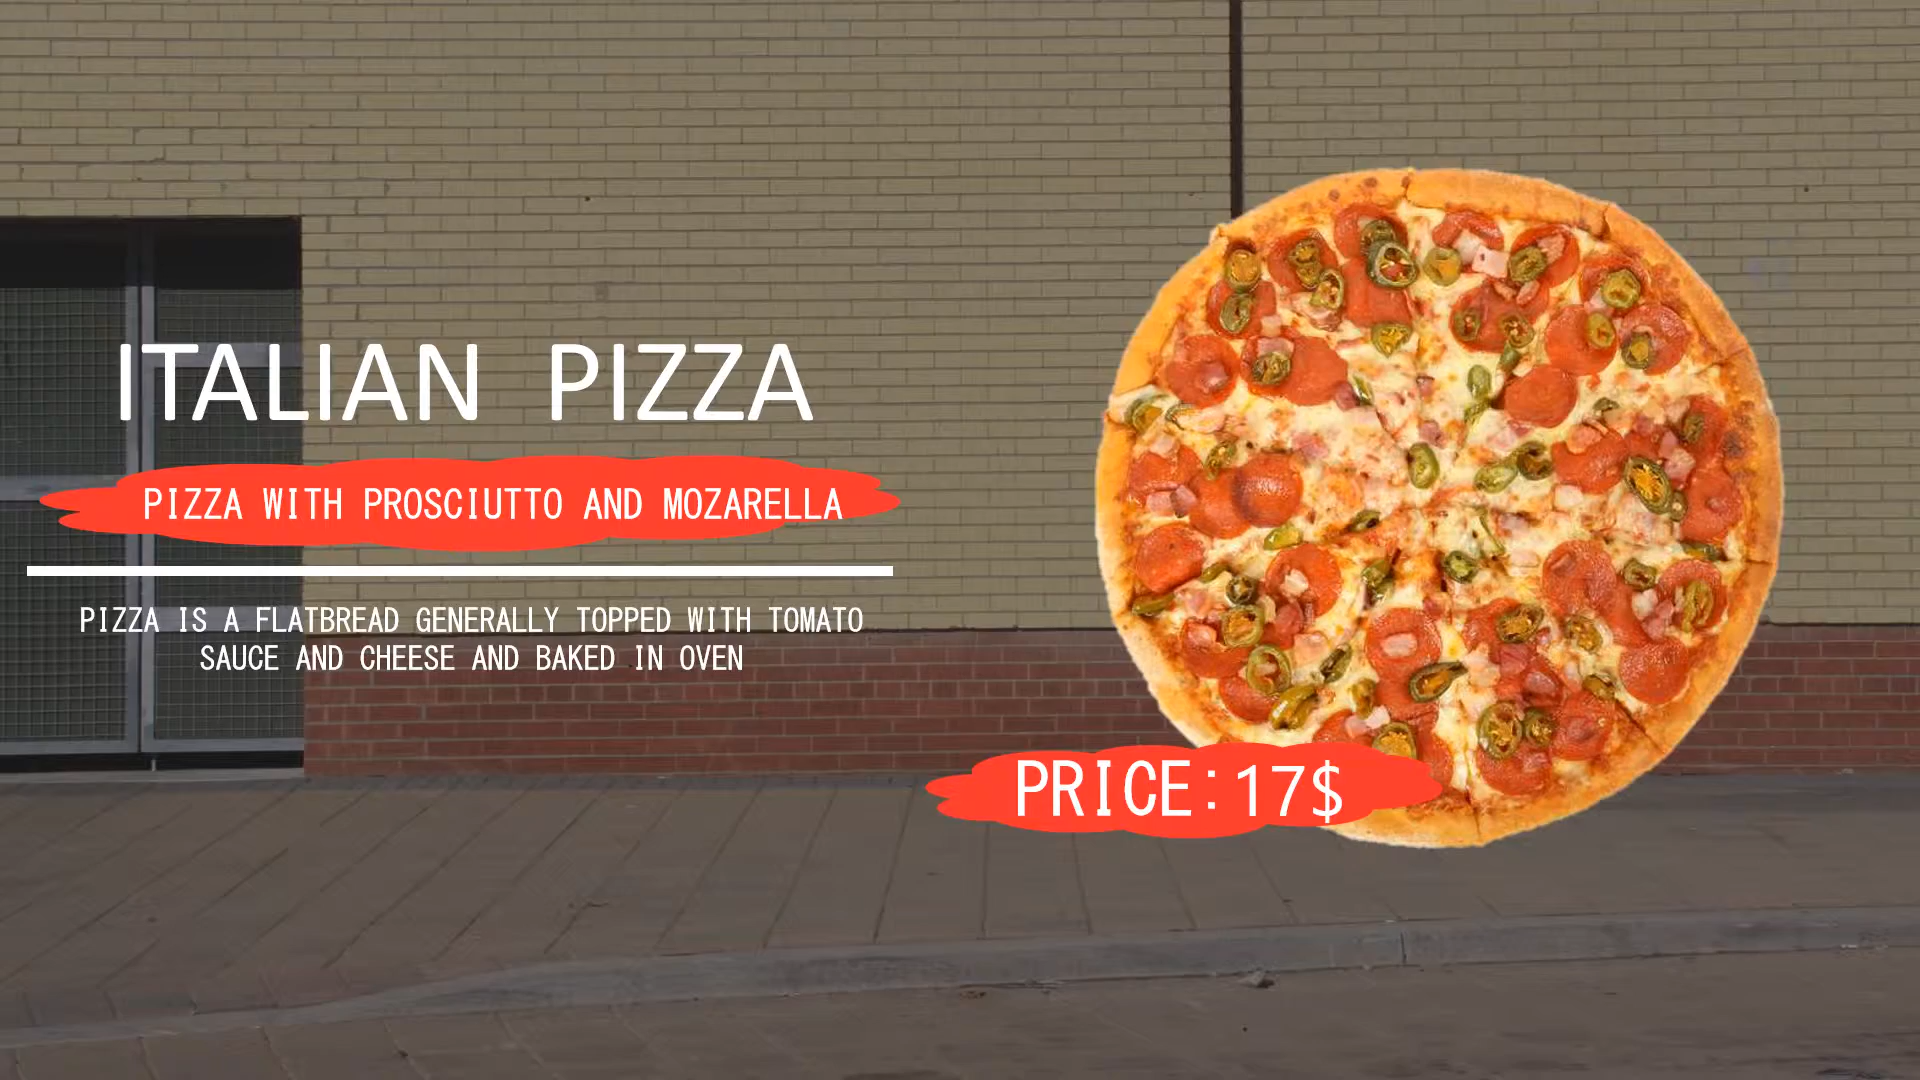 ITALIAN PIZZA
PIZZA WITH PROSCIUTTO AND MOZARELLA
PIZZA IS A FLATBREAD GENERALLY TOPPED WITH TOMATO
SAUCE AND CHEESE AND BAKED IN OVEN
PRICE:17$